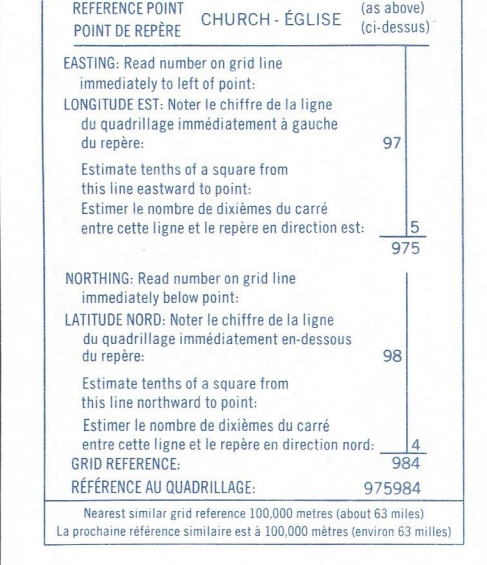 REFERENCE POINT
POINT DE REPÈRE
CHURCH - ÉGLISE
(as above)
(ci-dessus)
EASTING: Read number on grid line
immediately to left of point:
LONGITUDE EST: Noter le chiffre de la ligne
du quadrillage immédiatement à gauche
du repère: 97
Estimate tenths of a square from
this line eastward to point:
Estimer le nombre de dixièmes du carré
entre cette ligne et le repère en direction est: 5
975
NORTHING: Read number on grid line
immediately below point:
LATITUDE NORD: Noter le chiffre de la ligne
du quadrillage immédiatement en-dessous
du repère: 98
Estimate tenths of a square from
this line northward to point:
Estimer le nombre de dixièmes du carré
entre cette ligne et le repère en direction nord: 4
GRID REFERENCE: 984
RÉFÉRENCE AU QUADRILLAGE: 975984
Nearest similar grid reference 100,000 metres (about 63 miles)
La prochaine référence similaire est à 100,000 mètres (environ 63 milles)